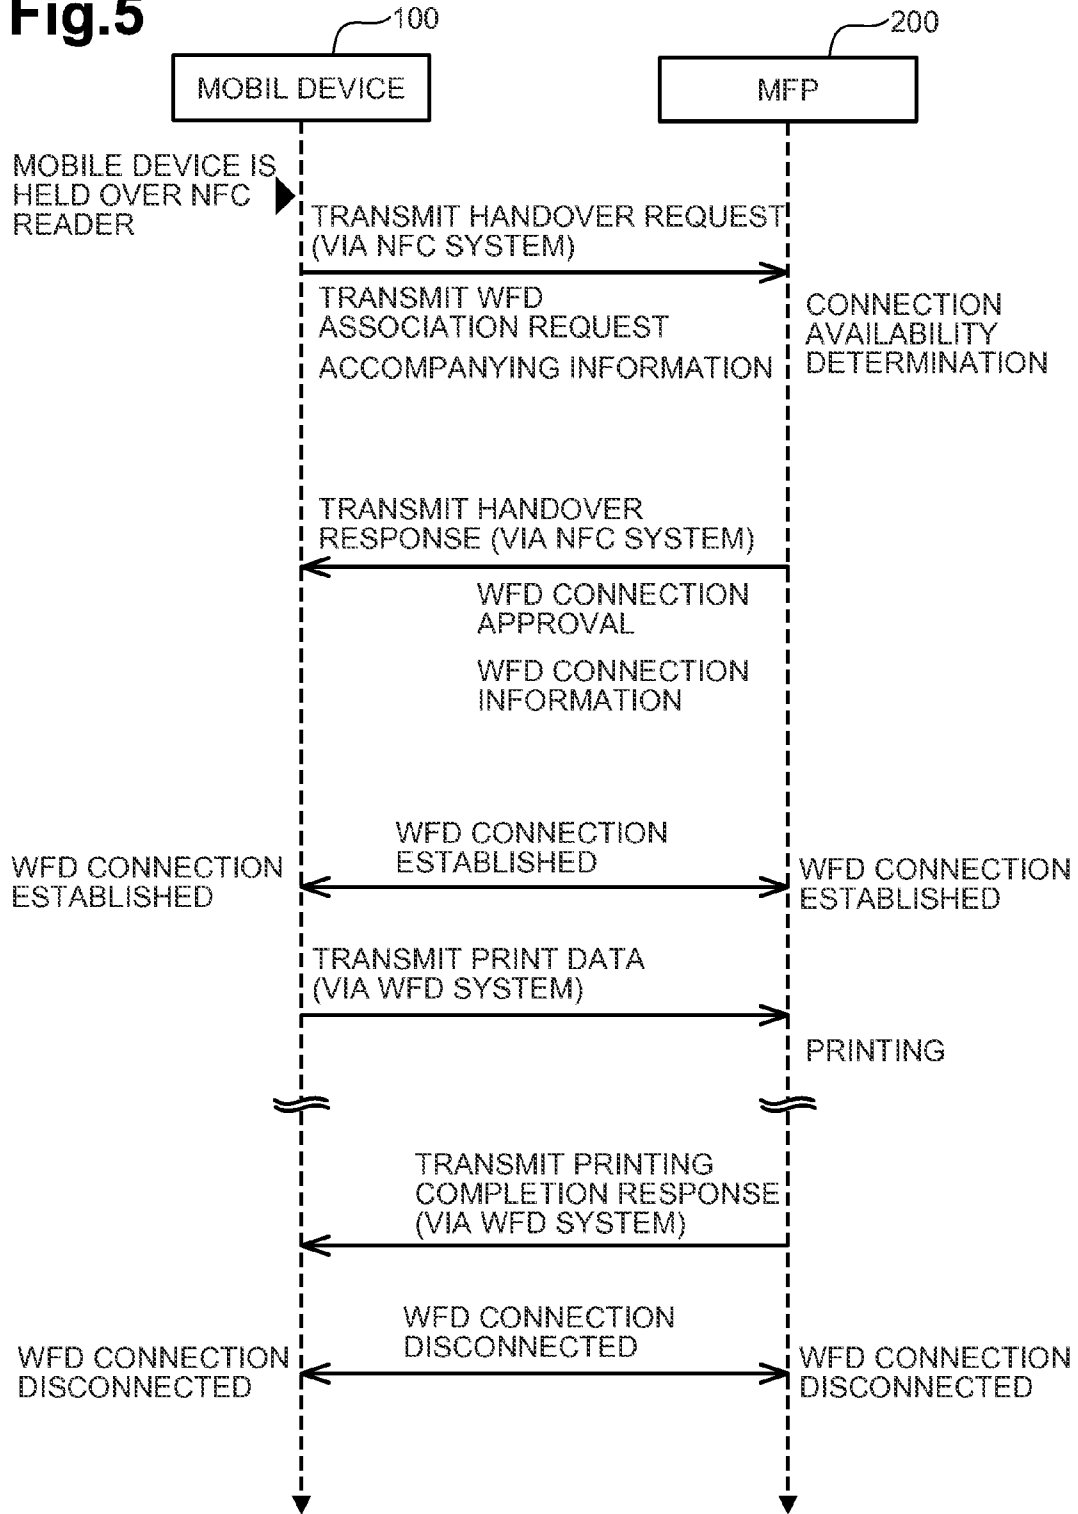 Fig.5
100
200
MOBIL DEVICE
MFP
MOBILE DEVICE IS
HELD OVER NFC
READER
TRANSMIT HANDOVER REQUEST
(VIA NFC SYSTEM)
TRANSMIT WFD
ASSOCIATION REQUEST
ACCOMPANYING INFORMATION
CONNECTION
AVAILABILITY
DETERMINATION
TRANSMIT HANDOVER
RESPONSE (VIA NFC SYSTEM)
WFD CONNECTION
APPROVAL
WFD CONNECTION
INFORMATION
WFD CONNECTION
ESTABLISHED
WFD CONNECTION
ESTABLISHED
WFD CONNECTION
ESTABLISHED
TRANSMIT PRINT DATA
(VIA WFD SYSTEM)
PRINTING
TRANSMIT PRINTING
COMPLETION RESPONSE
(VIA WFD SYSTEM)
WFD CONNECTION
DISCONNECTED
WFD CONNECTION
DISCONNECTED
WFD CONNECTION
DISCONNECTED